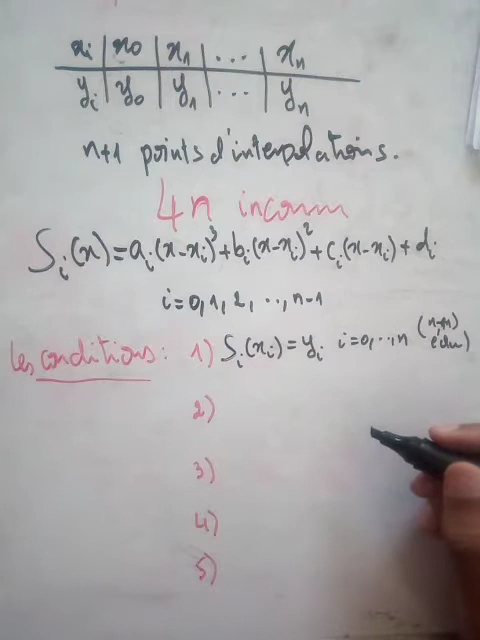 xi | x0 | x1 | ... | xn
yi | y0 | y1 | ... | yn
n+1 points d'interpolations.
4n inconn
Si(x)=ai(x-xi)³+bi(x-xi)²+ci(x-xi)+di
i=0,1,2,..,n-1
Les conditions : 1) Si(xi)=yi i=0,..,n (n+1)
2)
3)
4)
5)